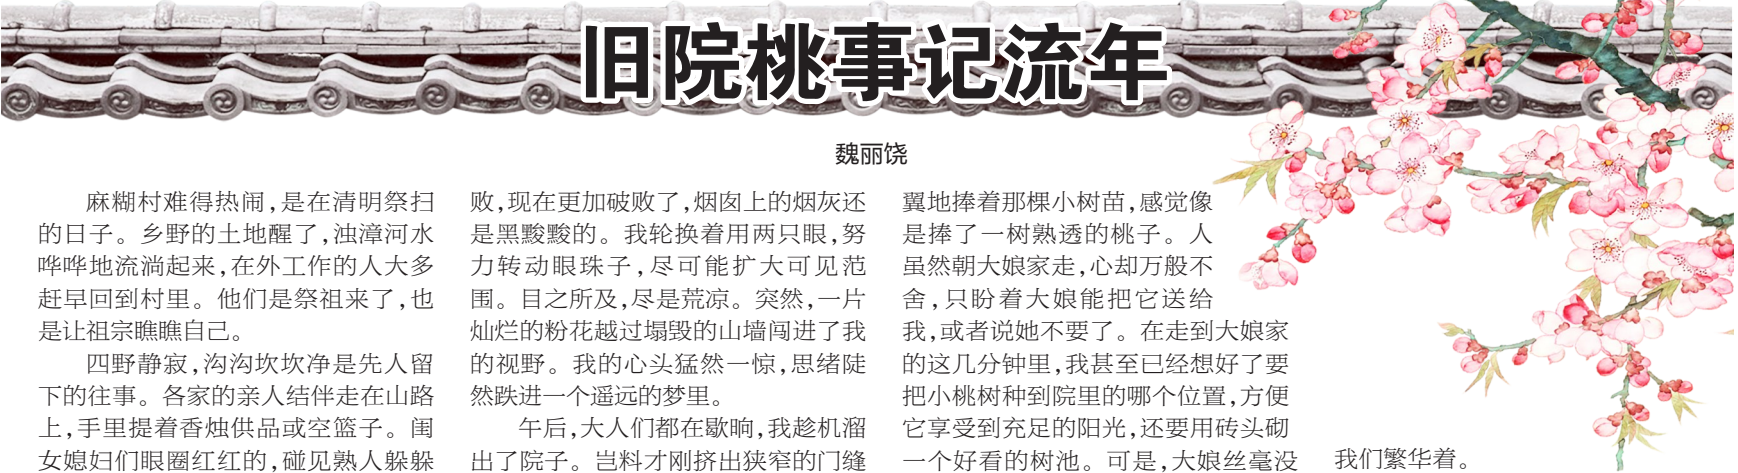 旧院桃事记流年
魏丽饶
麻糊村难得热闹，是在清明祭扫
的日子。乡野的土地醒了，浊漳河水
哗哗地流淌起来，在外工作的人大多
赶早回到村里。他们是祭祖来了，也
是让祖宗瞧瞧自己。
四野静寂，沟沟坎坎净是先人留
下的往事。各家的亲人结伴走在山路
上，手里提着香烛供品或空篮子。闺
女媳妇们眼圈红红的，碰见熟人躲躲
败，现在更加破败了，烟囱上的烟灰还
是黑黢黢的。我轮换着用两只眼，努
力转动眼珠子，尽可能扩大可见范
围。目之所及，尽是荒凉。突然，一片
灿烂的粉花越过塌毁的山墙闯进了我
的视野。我的心头猛然一惊，思绪陡
然跌进一个遥远的梦里。
午后，大人们都在歇晌，我趁机溜
出了院子。岂料才刚挤出狭窄的门缝
翼地捧着那棵小树苗，感觉像
是捧了一树熟透的桃子。人
虽然朝大娘家走，心却万般不
舍，只盼着大娘能把它送给
我，或者说她不要了。在走到大娘家
的这几分钟里，我甚至已经想好了要
把小桃树种到院里的哪个位置，方便
它享受到充足的阳光，还要用砖头砌
一个好看的树池。可是，大娘丝毫没
我们繁华着。